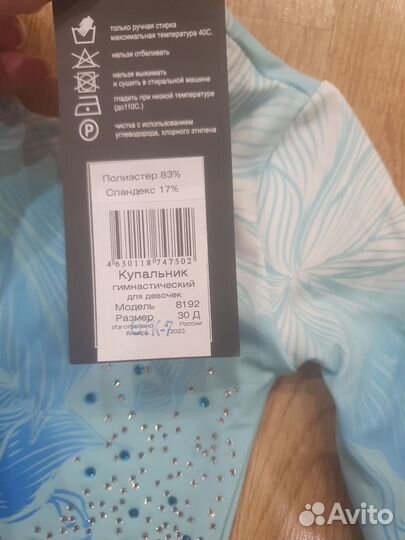 только ручная стирка
максимальная температура 40С.
нельзя отбеливать
нельзя выжимать
и сушить в стиральной машине
гладить при низкой температуре
(до110С.)
чистка с использованием
углеводорода, хлорного этилена
Полиэстер 83%
Спандекс 17%
4630118747502
Купальник
гимнастический
для девочек
Модель 8192
Размер 30 Д
Изготовлено в России
Январь 2023
Avito